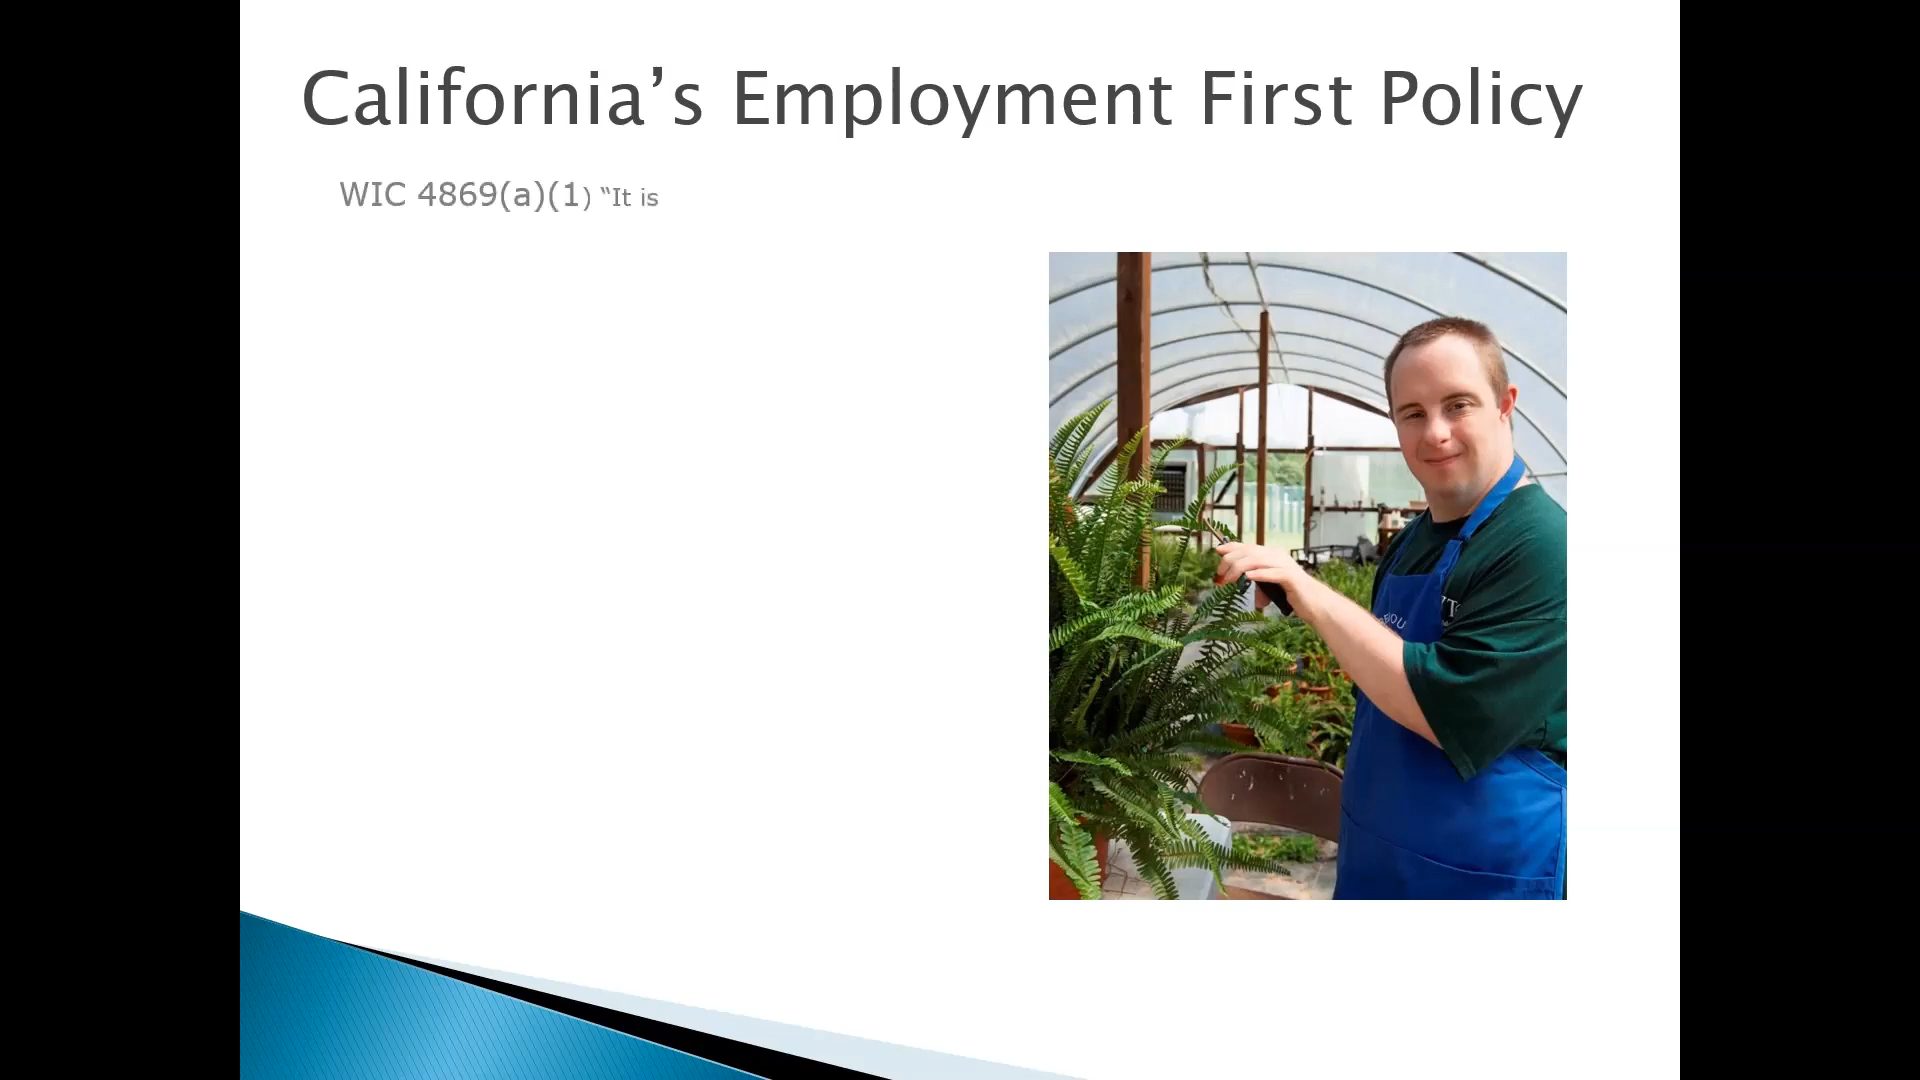 California’s Employment First Policy
WIC 4869(a)(1) “It is